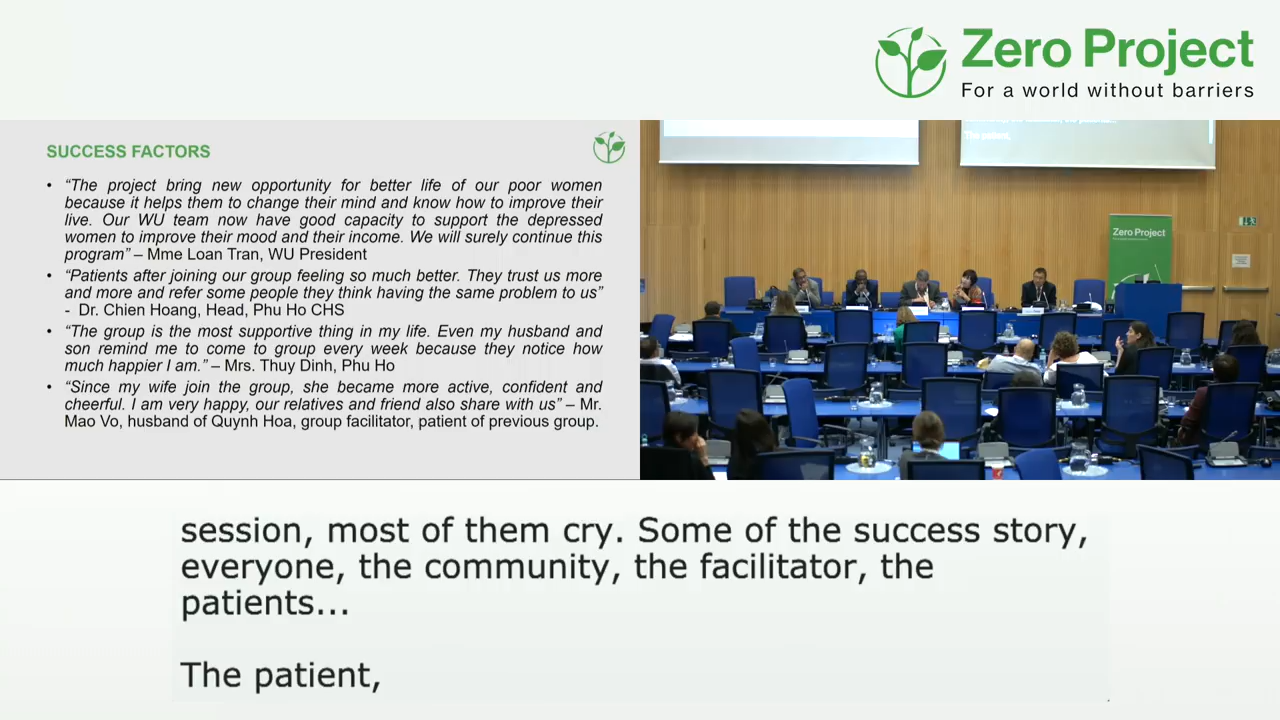 Zero Project
For a world without barriers
SUCCESS FACTORS
• “The project bring new opportunity for better life of our poor women
because it helps them to change their mind and know how to improve their
live. Our WU team now have good capacity to support the depressed
women to improve their mood and their income. We will surely continue this
program” – Mme Loan Tran, WU President
• “Patients after joining our group feeling so much better. They trust us more
and more and refer some people they think having the same problem to us”
- Dr. Chien Hoang, Head, Phu Ho CHS
• “The group is the most supportive thing in my life. Even my husband and
son remind me to come to group every week because they notice how
much happier I am.” – Mrs. Thuy Dinh, Phu Ho
• “Since my wife join the group, she became more active, confident and
cheerful. I am very happy, our relatives and friend also share with us” – Mr.
Mao Vo, husband of Quynh Hoa, group facilitator, patient of previous group.
The patient,
Zero Project
session, most of them cry. Some of the success story,
everyone, the community, the facilitator, the
patients...
The patient,